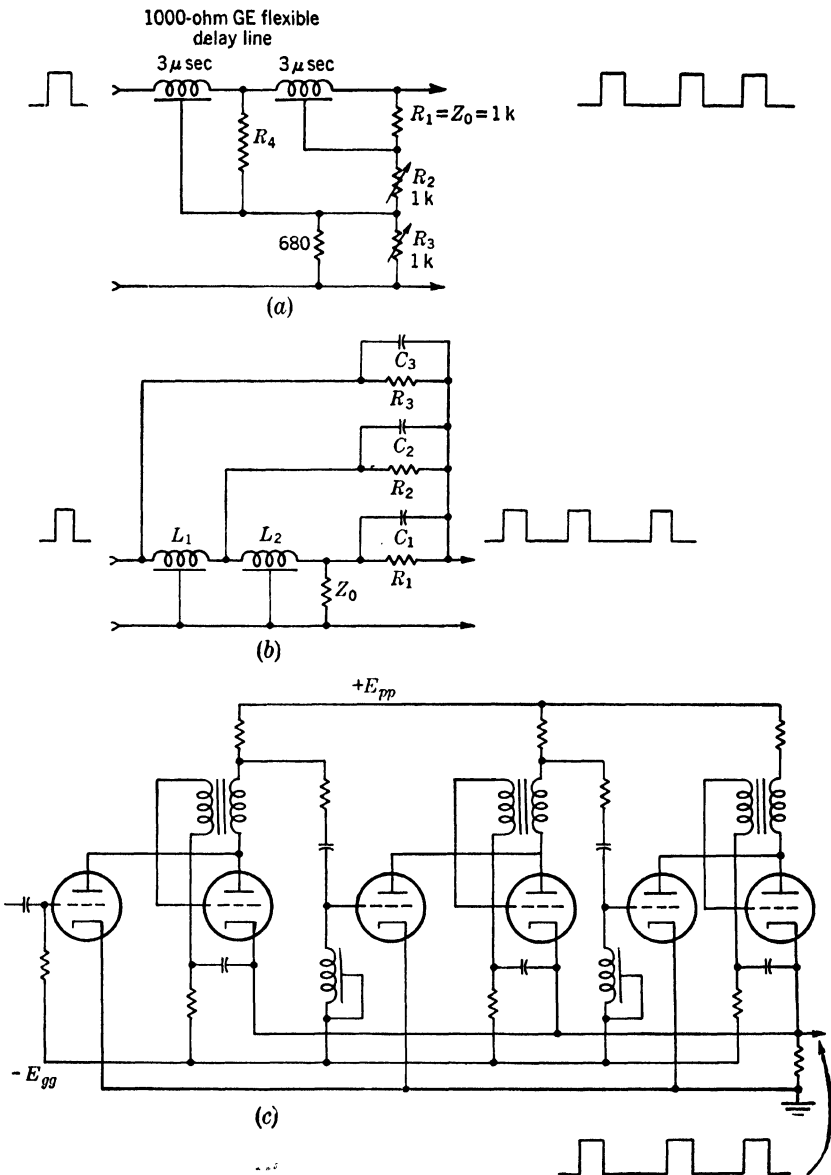 1000-ohm GE flexible
delay line
3 μ sec
3 μ sec
R₁ = Z₀ = 1 k
R₄
R₂
1 k
680
R₃
1 k
(a)
C₃
R₃
C₂
R₂
L₁
L₂
C₁
Z₀
R₁
(b)
+Epp
−Egg
(c)